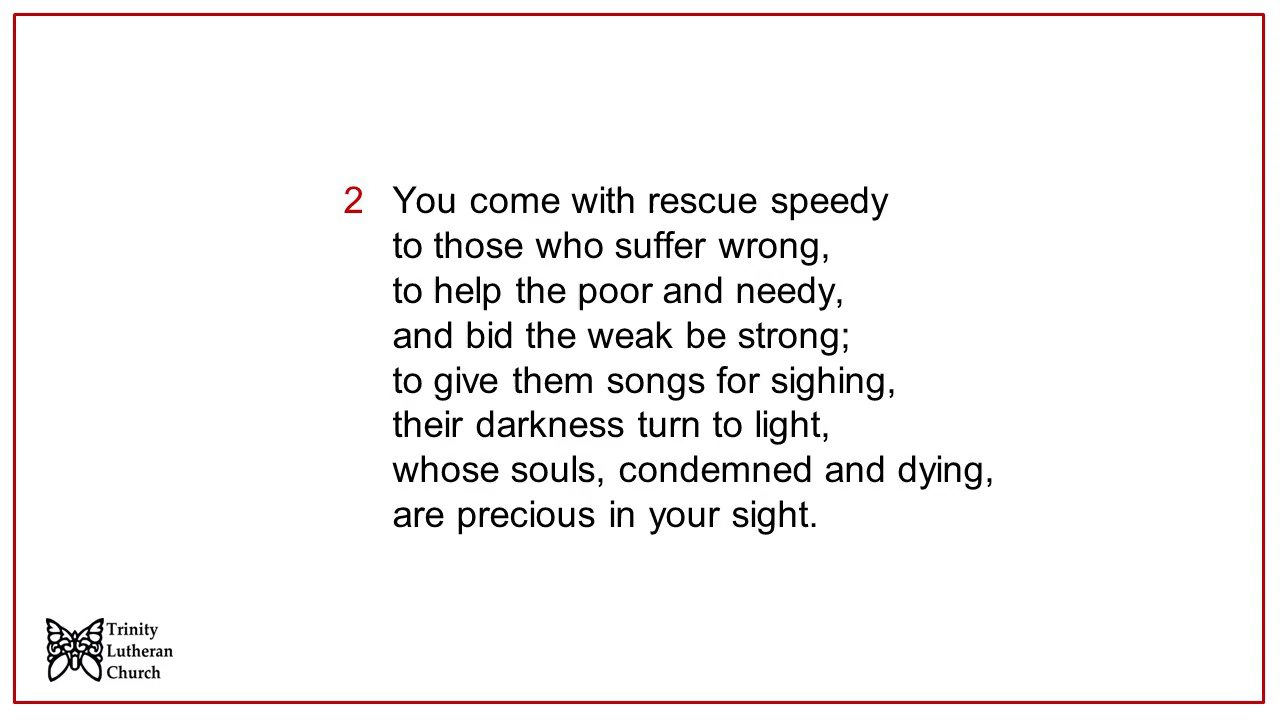 2 You come with rescue speedy
to those who suffer wrong,
to help the poor and needy,
and bid the weak be strong;
to give them songs for sighing,
their darkness turn to light,
whose souls, condemned and dying,
are precious in your sight.
Trinity
Lutheran
Church